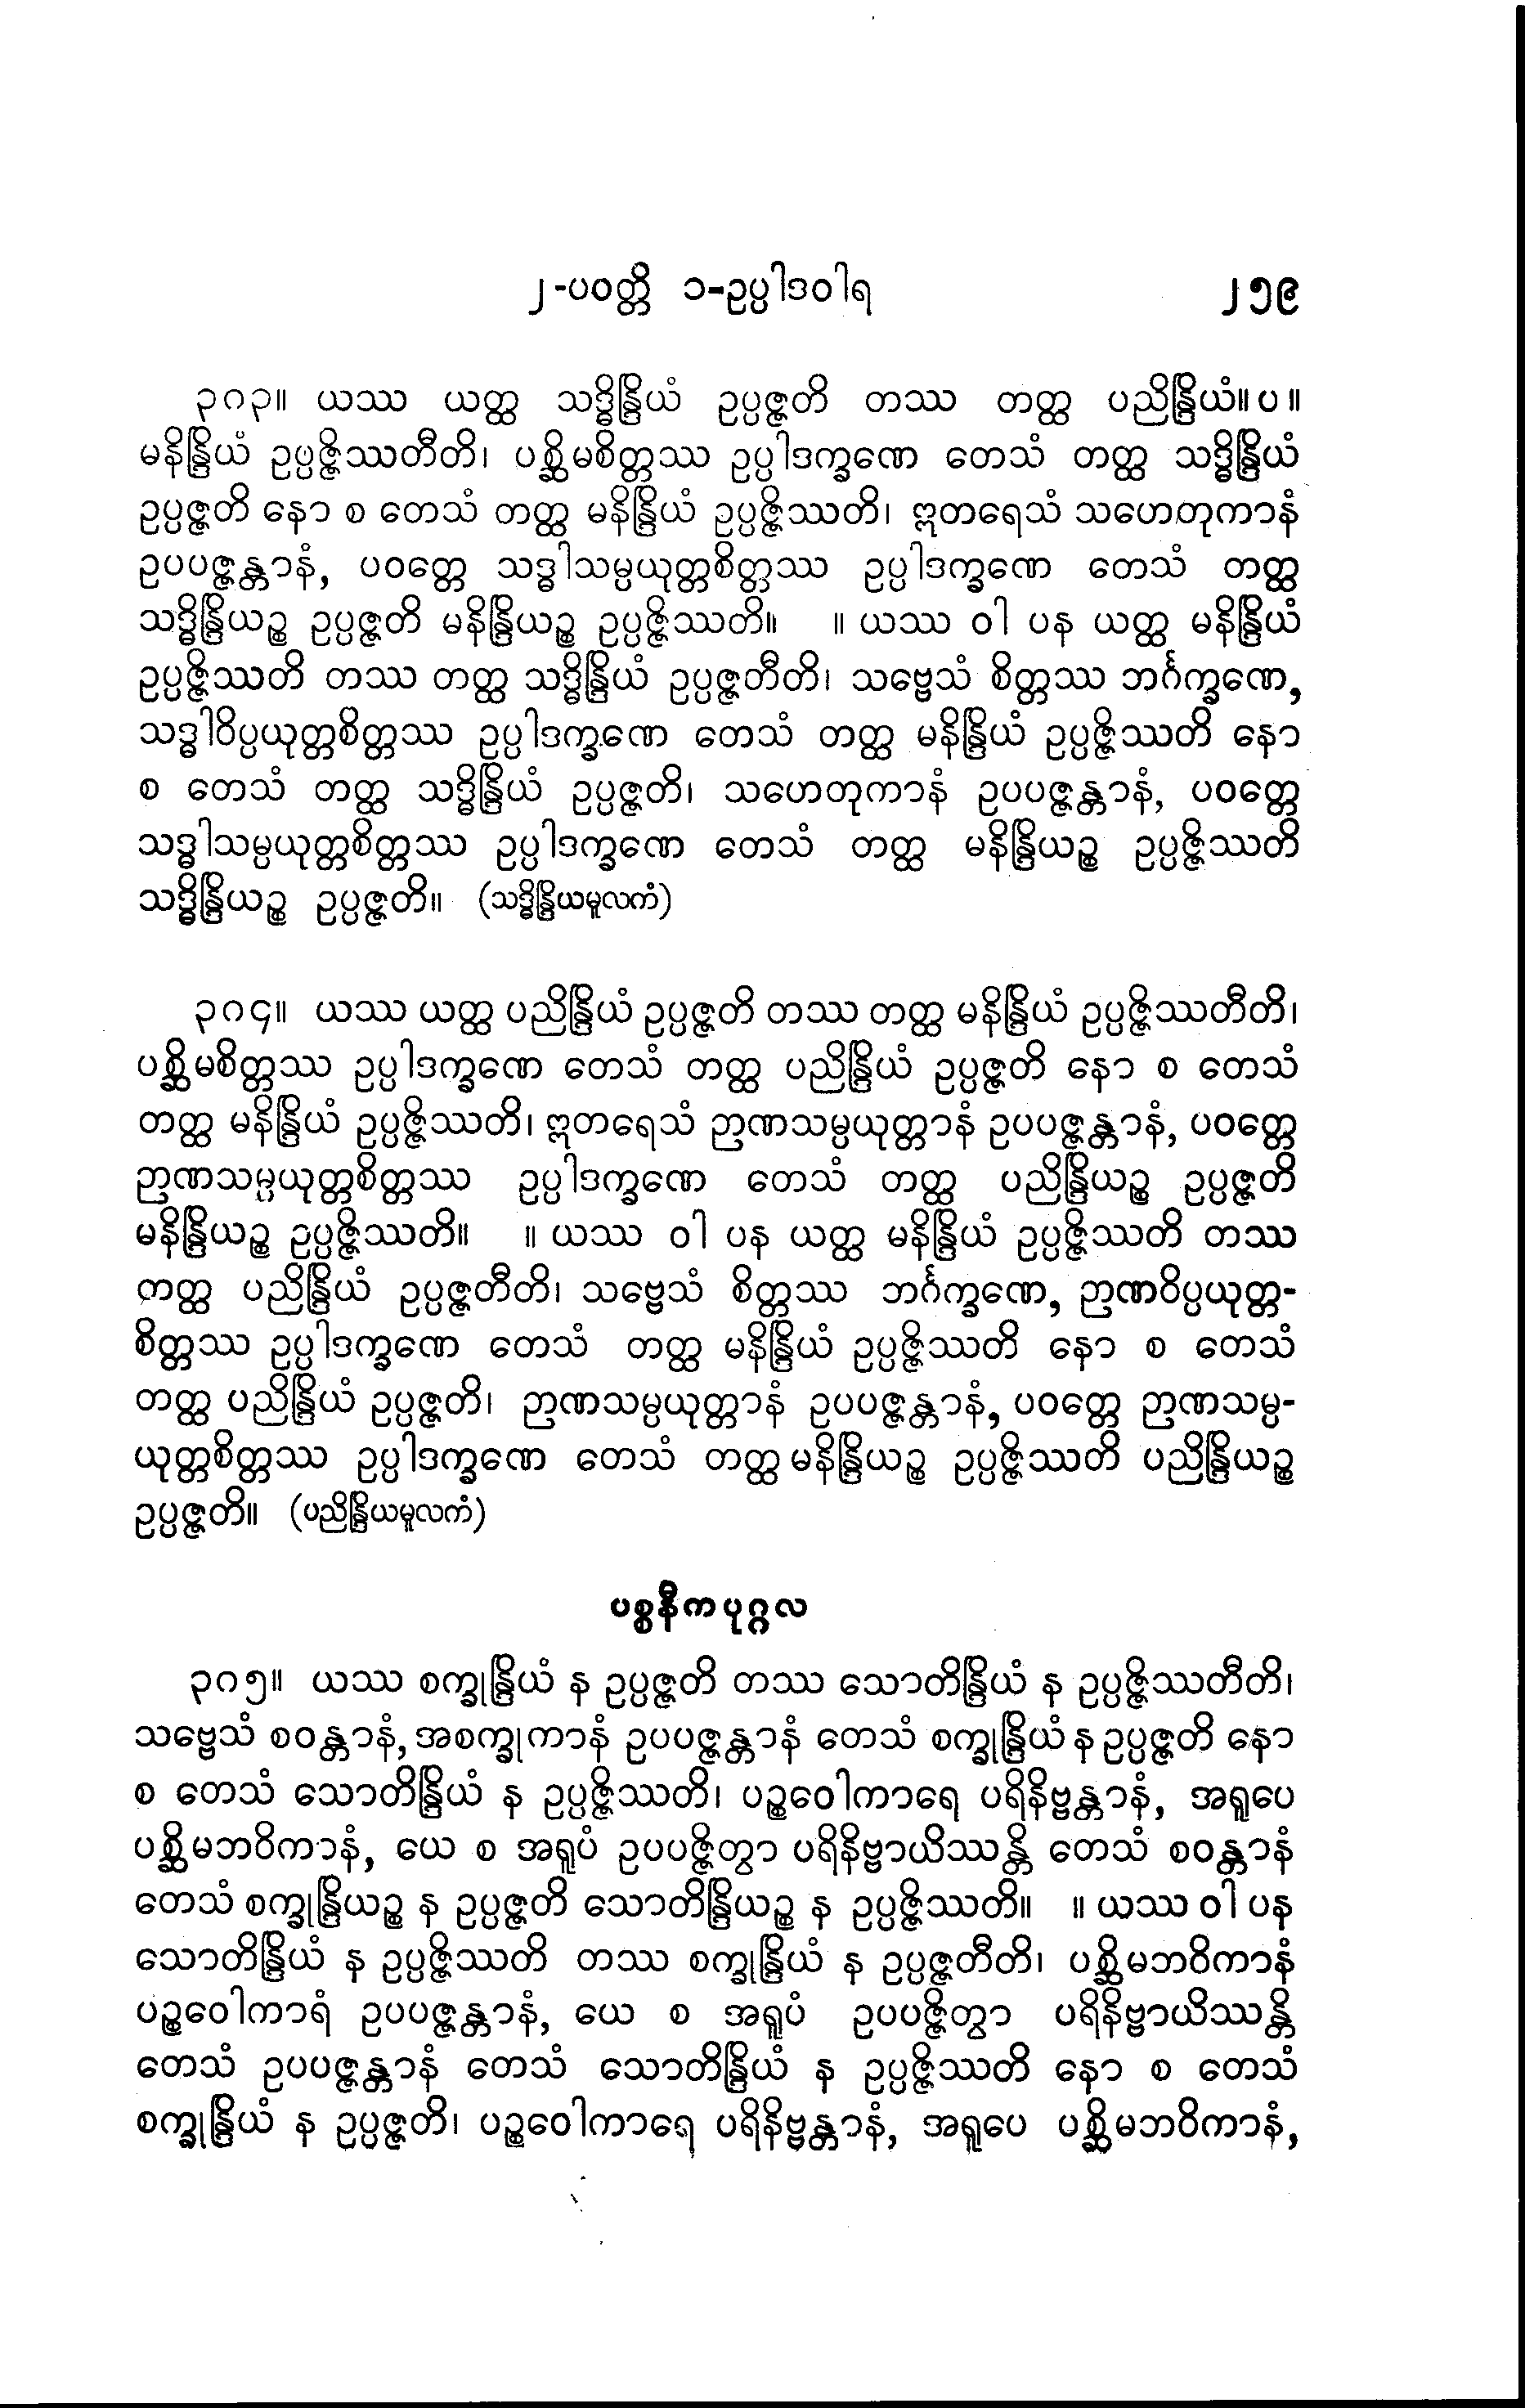 ၂-ပဝတ္တိ ၁-ဥပ္ပါဒဝါရ ၂၅၉
၃ဂ၃။ ယဿ ယတ္ထ သဒ္ဓိန္ဒြိယံ ဥပ္ပဇ္ဇတိ တဿ တတ္ထ ပညိန္ဒြိယံ။ပ။
မနိန္ဒြိယံ ဥပ္ပဇ္ဇိဿတီတိ၊ ပစ္ဆိမစိတ္တဿ ဥပ္ပါဒက္ခဏေ တေသံ တတ္ထ သဒ္ဓိန္ဒြိယံ
ဥပ္ပဇ္ဇတိ နော စ တေသံ တတ္ထ မနိန္ဒြိယံ ဥပ္ပဇ္ဇိဿတိ၊ ဣတရေသံ သဟေတုကာနံ
ဥပပဇ္ဇန္တာနံ, ပဝတ္တေ သဒ္ဓါသမ္ပယုတ္တစိတ္တဿ ဥပ္ပါဒက္ခဏေ တေသံ တတ္ထ
သဒ္ဓိန္ဒြိယဉ္စ ဥပ္ပဇ္ဇတိ မနိန္ဒြိယဉ္စ ဥပ္ပဇ္ဇိဿတိ။ ။ ယဿ ဝါ ပန ယတ္ထ မနိန္ဒြိယံ
ဥပ္ပဇ္ဇိဿတိ တဿ တတ္ထ သဒ္ဓိန္ဒြိယံ ဥပ္ပဇ္ဇတီတိ၊ သဗ္ဗေသံ စိတ္တဿ ဘင်္ဂက္ခဏေ,
သဒ္ဓါဝိပ္ပယုတ္တစိတ္တဿ ဥပ္ပါဒက္ခဏေ တေသံ တတ္ထ မနိန္ဒြိယံ ဥပ္ပဇ္ဇိဿတိ နော
စ တေသံ တတ္ထ သဒ္ဓိန္ဒြိယံ ဥပ္ပဇ္ဇတိ၊ သဟေတုကာနံ ဥပပဇ္ဇန္တာနံ, ပဝတ္တေ
သဒ္ဓါသမ္ပယုတ္တစိတ္တဿ ဥပ္ပါဒက္ခဏေ တေသံ တတ္ထ မနိန္ဒြိယဉ္စ ဥပ္ပဇ္ဇိဿတိ
သဒ္ဓိန္ဒြိယဉ္စ ဥပ္ပဇ္ဇတိ။ (သဒ္ဓိန္ဒြိယမူလကံ)
၃ဂ၄။ ယဿ ယတ္ထ ပညိန္ဒြိယံ ဥပ္ပဇ္ဇတိ တဿ တတ္ထ မနိန္ဒြိယံ ဥပ္ပဇ္ဇိဿတီတိ၊
ပစ္ဆိမစိတ္တဿ ဥပ္ပါဒက္ခဏေ တေသံ တတ္ထ ပညိန္ဒြိယံ ဥပ္ပဇ္ဇတိ နော စ တေသံ
တတ္ထ မနိန္ဒြိယံ ဥပ္ပဇ္ဇိဿတိ၊ ဣတရေသံ ဉာဏသမ္ပယုတ္တာနံ ဥပပဇ္ဇန္တာနံ, ပဝတ္တေ
ဉာဏသမ္ပယုတ္တစိတ္တဿ ဥပ္ပါဒက္ခဏေ တေသံ တတ္ထ ပညိန္ဒြိယဉ္စ ဥပ္ပဇ္ဇတိ
မနိန္ဒြိယဉ္စ ဥပ္ပဇ္ဇိဿတိ။ ။ ယဿ ဝါ ပန ယတ္ထ မနိန္ဒြိယံ ဥပ္ပဇ္ဇိဿတိ တဿ
တတ္ထ ပညိန္ဒြိယံ ဥပ္ပဇ္ဇတီတိ၊ သဗ္ဗေသံ စိတ္တဿ ဘင်္ဂက္ခဏေ, ဉာဏဝိပ္ပယုတ္တ-
စိတ္တဿ ဥပ္ပါဒက္ခဏေ တေသံ တတ္ထ မနိန္ဒြိယံ ဥပ္ပဇ္ဇိဿတိ နော စ တေသံ
တတ္ထ ပညိန္ဒြိယံ ဥပ္ပဇ္ဇတိ၊ ဉာဏသမ္ပယုတ္တာနံ ဥပပဇ္ဇန္တာနံ, ပဝတ္တေ ဉာဏသမ္ပ-
ယုတ္တစိတ္တဿ ဥပ္ပါဒက္ခဏေ တေသံ တတ္ထ မနိန္ဒြိယဉ္စ ဥပ္ပဇ္ဇိဿတိ ပညိန္ဒြိယဉ္စ
ဥပ္ပဇ္ဇတိ။ (ပညိန္ဒြိယမူလကံ)
ပစ္စနီကပုဂ္ဂလ
၃ဂ၅။ ယဿ စက္ခုန္ဒြိယံ န ဥပ္ပဇ္ဇတိ တဿ သောတိန္ဒြိယံ န ဥပ္ပဇ္ဇိဿတီတိ၊
သဗ္ဗေသံ စဝန္တာနံ, အစက္ခုကာနံ ဥပပဇ္ဇန္တာနံ တေသံ စက္ခုန္ဒြိယံ န ဥပ္ပဇ္ဇတိ နော
စ တေသံ သောတိန္ဒြိယံ န ဥပ္ပဇ္ဇိဿတိ၊ ပဉ္စဝေါကာရေ ပရိနိဗ္ဗန္တာနံ, အရူပေ
ပစ္ဆိမဘဝိကာနံ, ယေ စ အရူပံ ဥပပဇ္ဇိတွာ ပရိနိဗ္ဗာယိဿန္တိ တေသံ စဝန္တာနံ
တေသံ စက္ခုန္ဒြိယဉ္စ န ဥပ္ပဇ္ဇတိ သောတိန္ဒြိယဉ္စ န ဥပ္ပဇ္ဇိဿတိ။ ။ ယဿ ဝါ ပန
သောတိန္ဒြိယံ န ဥပ္ပဇ္ဇိဿတိ တဿ စက္ခုန္ဒြိယံ န ဥပ္ပဇ္ဇတီတိ၊ ပစ္ဆိမဘဝိကာနံ
ပဉ္စဝေါကာရံ ဥပပဇ္ဇန္တာနံ, ယေ စ အရူပံ ဥပပဇ္ဇိတွာ ပရိနိဗ္ဗာယိဿန္တိ
တေသံ ဥပပဇ္ဇန္တာနံ တေသံ သောတိန္ဒြိယံ န ဥပ္ပဇ္ဇိဿတိ နော စ တေသံ
စက္ခုန္ဒြိယံ န ဥပ္ပဇ္ဇတိ၊ ပဉ္စဝေါကာရေ ပရိနိဗ္ဗန္တာနံ, အရူပေ ပစ္ဆိမဘဝိကာနံ,